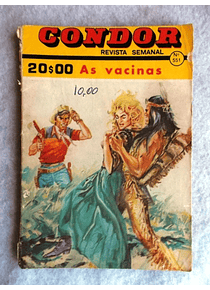 CONDOR
REVISTA SEMANAL
Nº 551
20$00 As vacinas
10,00